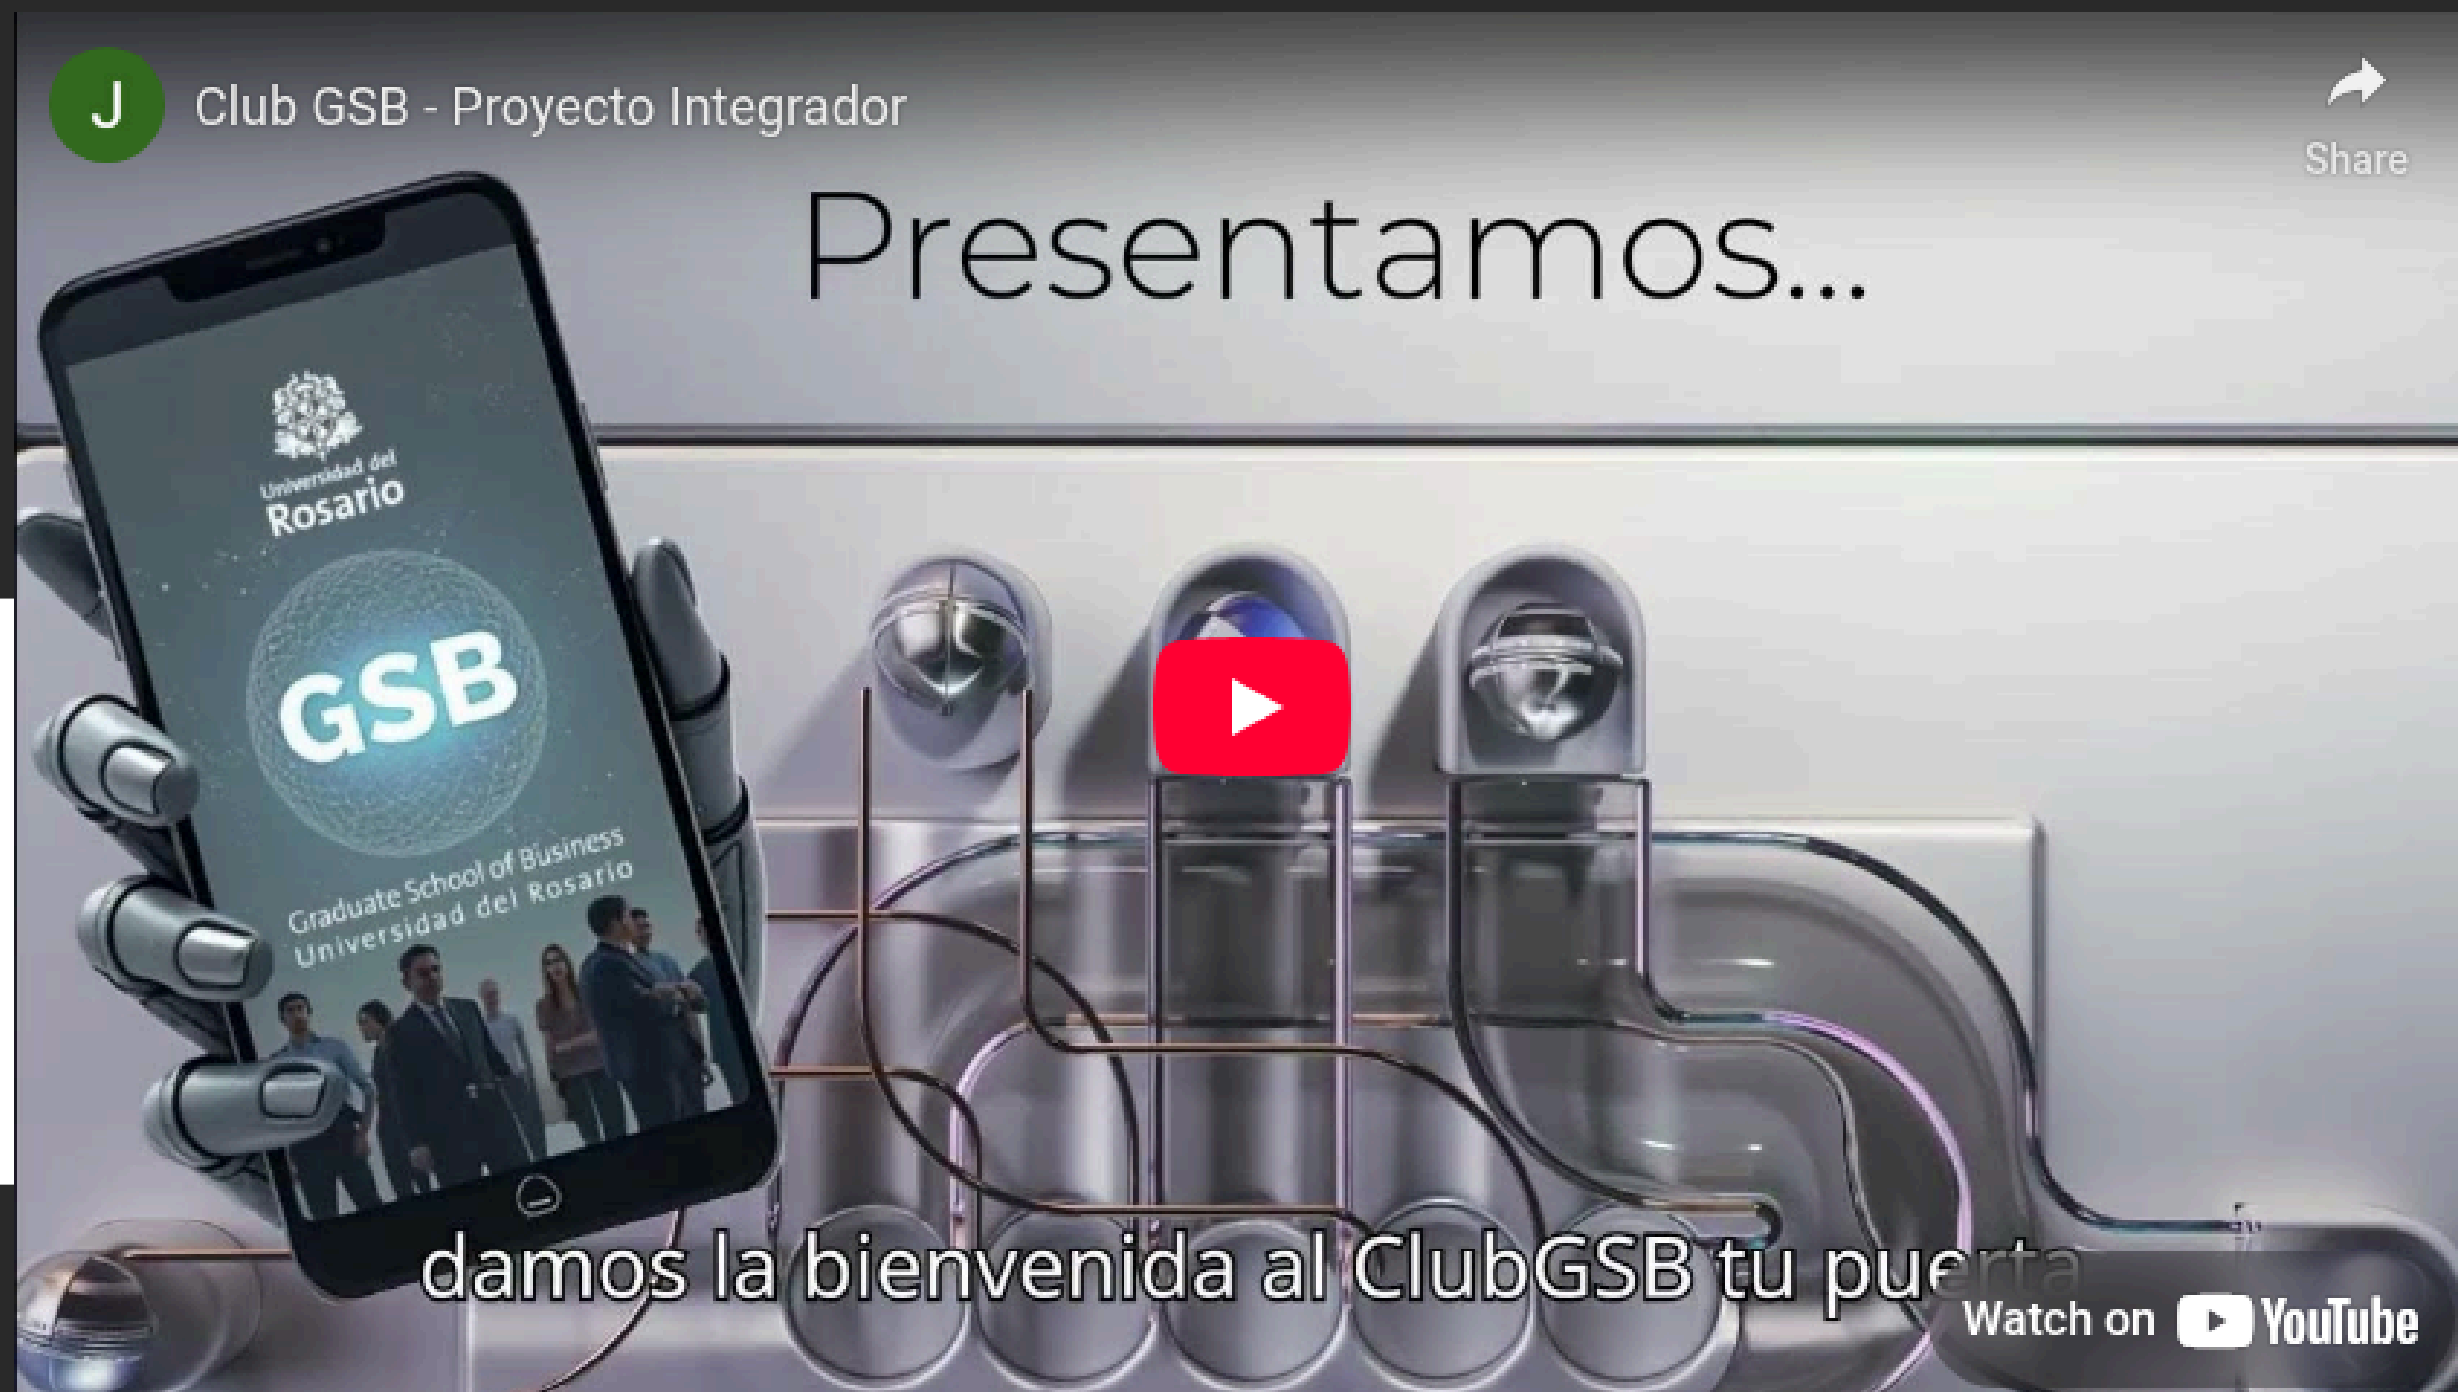 J
Club GSB - Proyecto Integrador
Share
Presentamos...
Universidad del
Rosario
GSB
Graduate School of Business
Universidad del Rosario
damos la bienvenida al ClubGSB tu puerta
Watch on YouTube